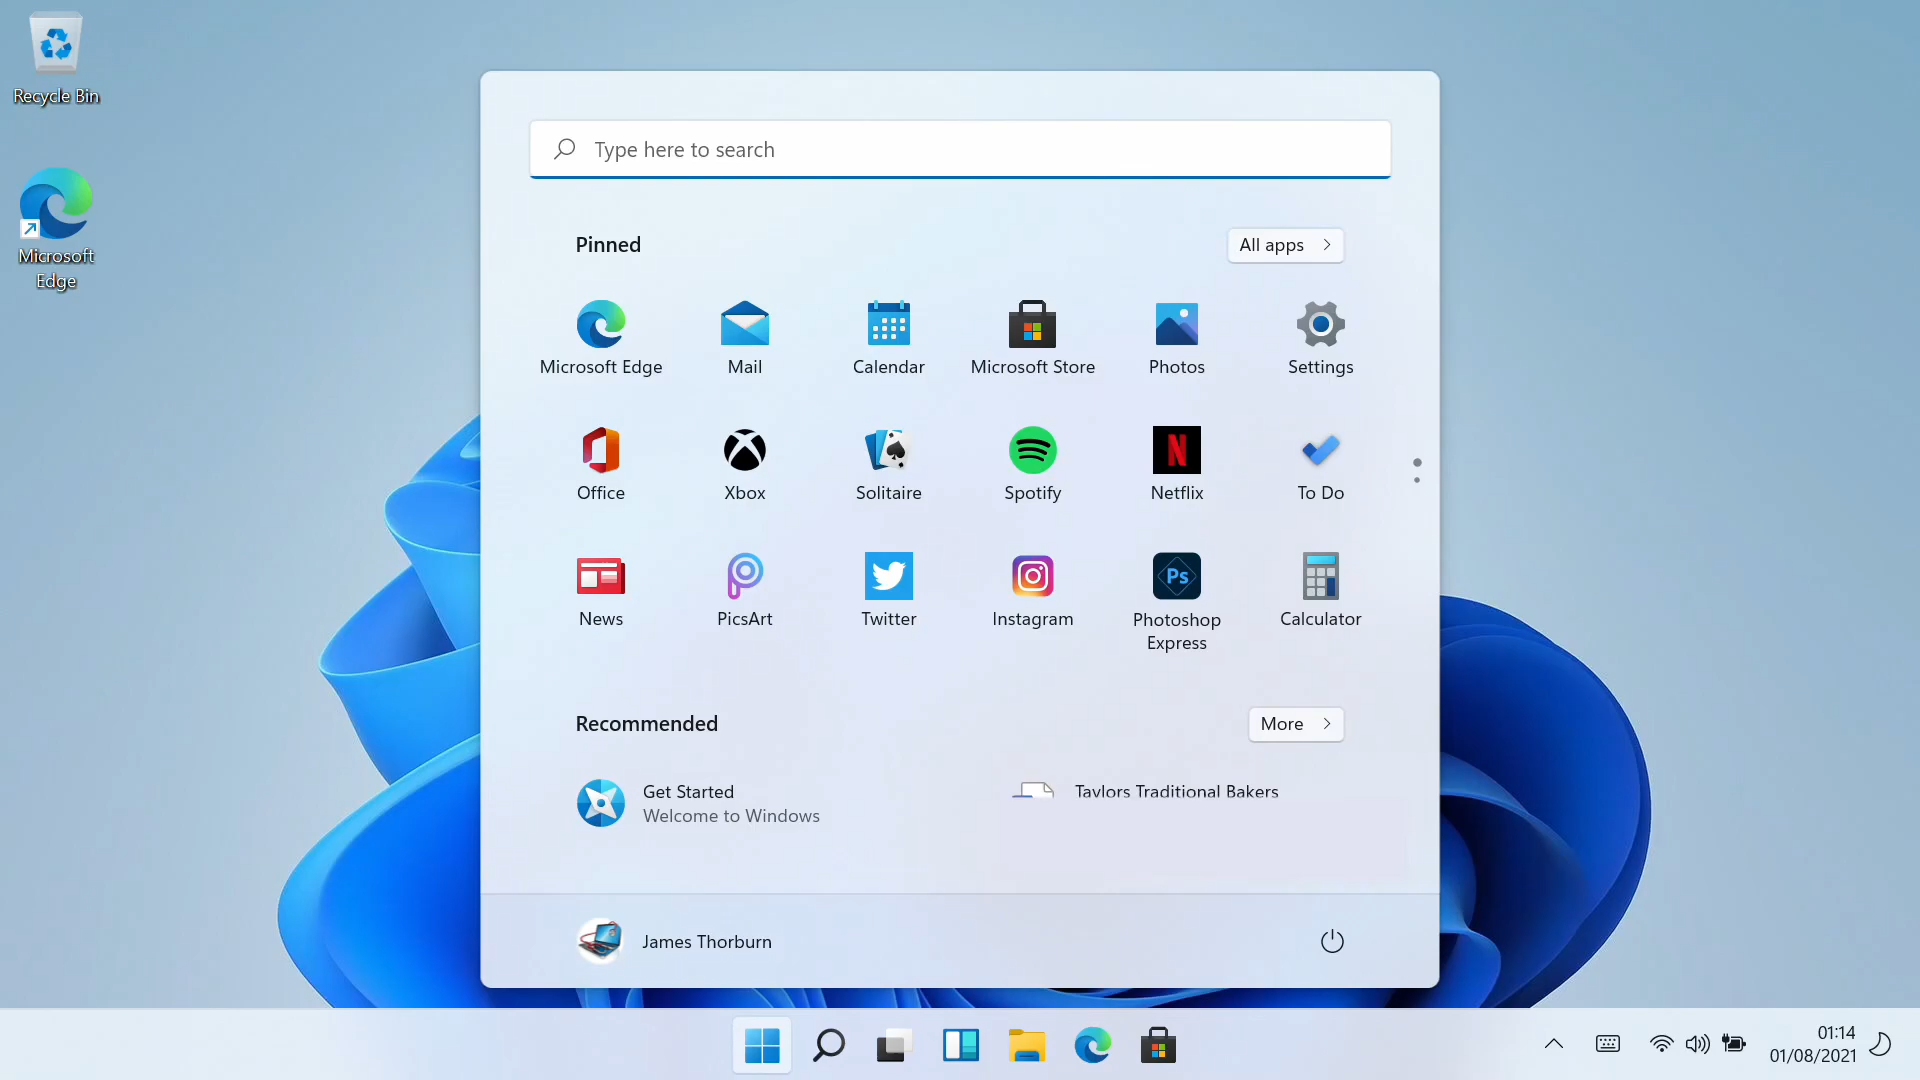 Recycle Bin
Microsoft
Edge
Type here to search
Pinned
All apps
Microsoft Edge
Mail
Calendar
Microsoft Store
Photos
Settings
Office
Xbox
Solitaire
Spotify
Netflix
To Do
N
News
PicsArt
Twitter
Instagram
Ps
Photoshop
Express
Calculator
Recommended
More
Get Started
Welcome to Windows
Taylors Traditional Bakers
James Thorburn
01:14
01/08/2021